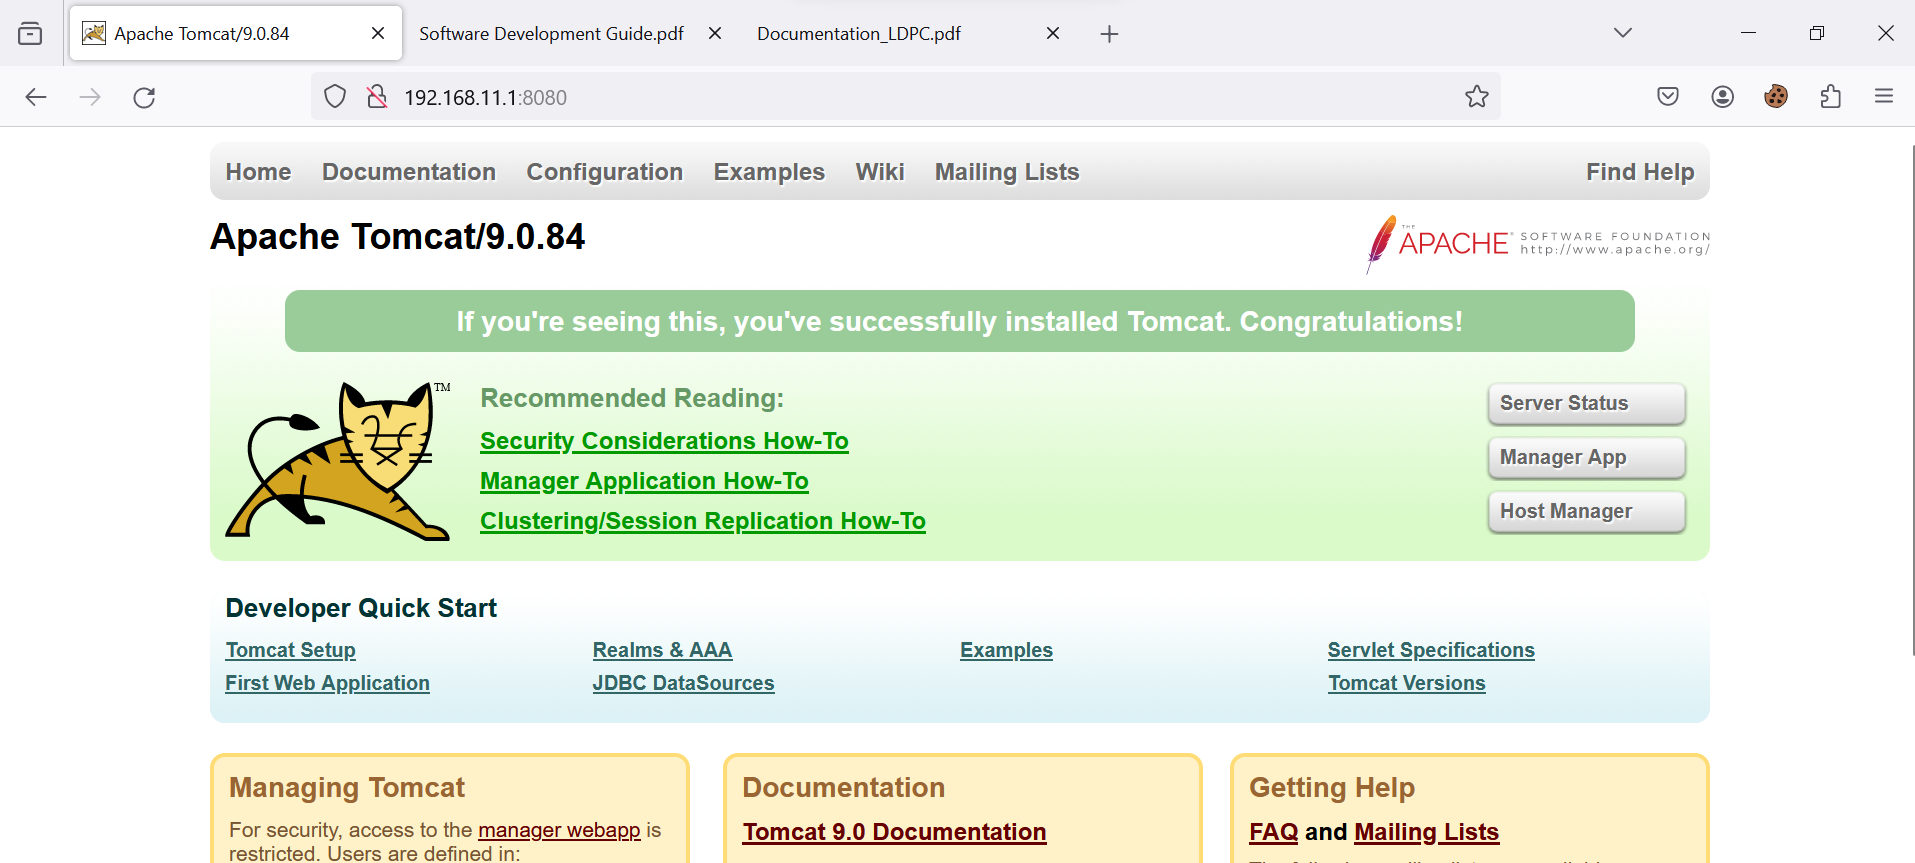 Apache Tomcat/9.0.84
Software Development Guide.pdf
Documentation_LDPC.pdf
192.168.11.1:8080
Home Documentation Configuration Examples Wiki Mailing Lists Find Help
Apache Tomcat/9.0.84
THE APACHE® SOFTWARE FOUNDATION
http://www.apache.org/
If you're seeing this, you've successfully installed Tomcat. Congratulations!
TM
Recommended Reading:
Security Considerations How-To
Manager Application How-To
Clustering/Session Replication How-To
Server Status
Manager App
Host Manager
Developer Quick Start
Tomcat Setup
First Web Application
Realms & AAA
JDBC DataSources
Examples
Servlet Specifications
Tomcat Versions
Managing Tomcat
For security, access to the manager webapp is
restricted. Users are defined in:
Documentation
Tomcat 9.0 Documentation
Getting Help
FAQ and Mailing Lists